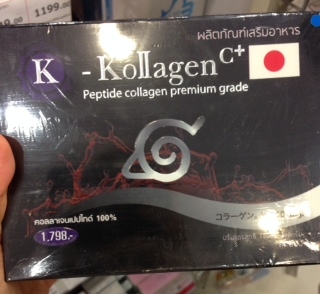 1199.00
ผลิตภัณฑ์เสริมอาหาร
K - Kollagen C+
Peptide collagen premium grade
คอลลาเจนเปปไทด์ 100%
1,798.-
コラーゲン